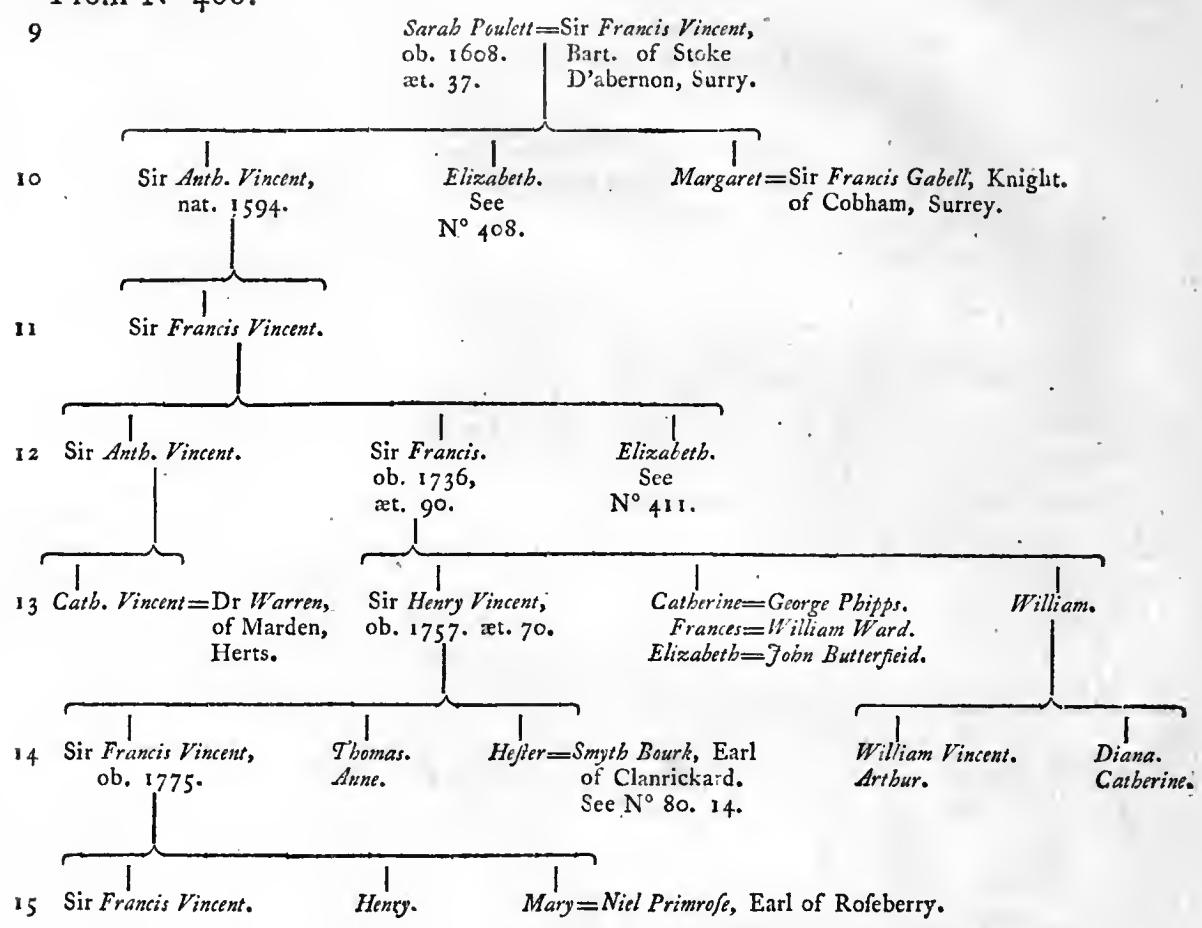 From N° 406.
9 Sarah Poulett=Sir Francis Vincent,
ob. 1608. Bart. of Stoke
æt. 37. D'abernon, Surry.
10 Sir Anth. Vincent, Elizabeth. Margaret=Sir Francis Gabell, Knight.
nat. 1594. See of Cobham, Surrey.
N° 408.
11 Sir Francis Vincent.
12 Sir Anth. Vincent. Sir Francis. Elizabeth.
ob. 1736, See
æt. 90. N° 411.
13 Cath. Vincent=Dr Warren, Sir Henry Vincent, Catherine=George Phipps. William.
of Marden, ob. 1757. æt. 70. Frances=William Ward.
Herts. Elizabeth=John Butterfieid.
14 Sir Francis Vincent, Thomas. Heſter=Smyth Bourk, Earl William Vincent. Diana.
ob. 1775. Anne. of Clanrickard. Arthur. Catherine.
See N° 80. 14.
15 Sir Francis Vincent. Henry. Mary=Niel Primroſe, Earl of Roſeberry.